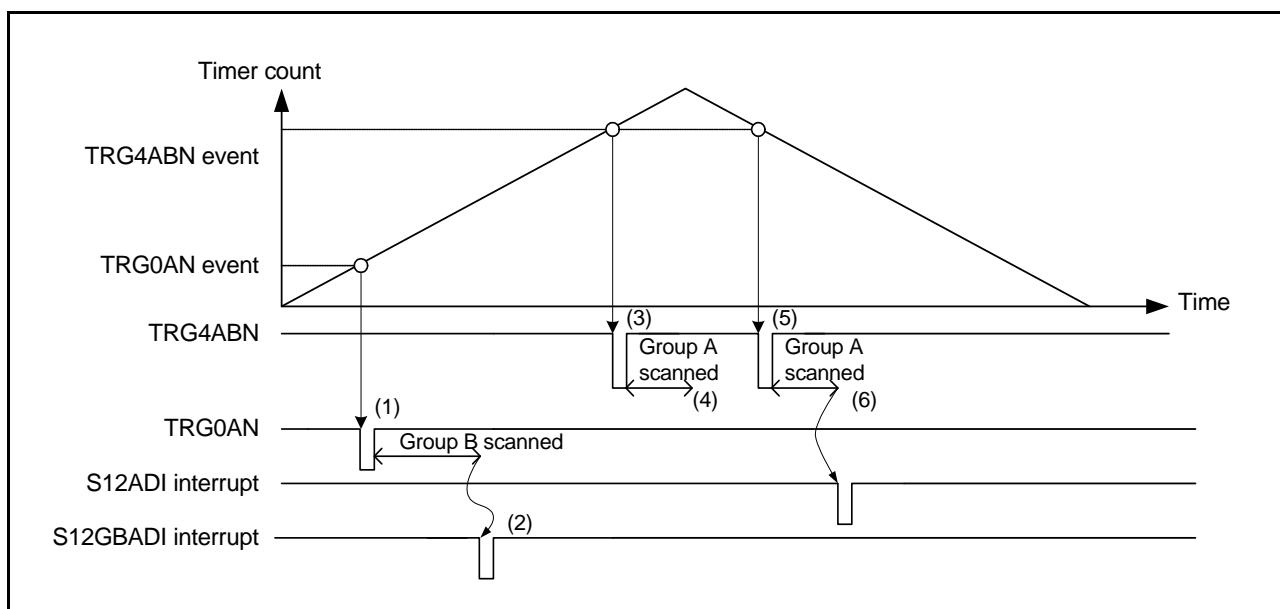 Timer count
TRG4ABN event
TRG0AN event
Time
TRG4ABN
(3)
(5)
Group A
scanned
Group A
scanned
(4)
(6)
(1)
TRG0AN
Group B scanned
S12ADI interrupt
(2)
S12GBADI interrupt